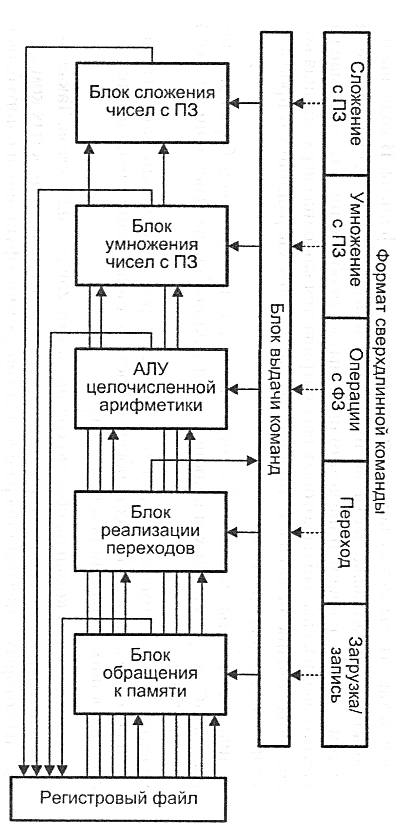 Формат сверхдлинной команды
Сложение
с ПЗ
Умножение
с ПЗ
Операции
с ФЗ
Переход
Загрузка/
запись
Блок выдачи команд
Блок сложения
чисел с ПЗ
Блок
умножения
чисел с ПЗ
АЛУ
целочисленной
арифметики
Блок
реализации
переходов
Блок
обращения
к памяти
Регистровый файл